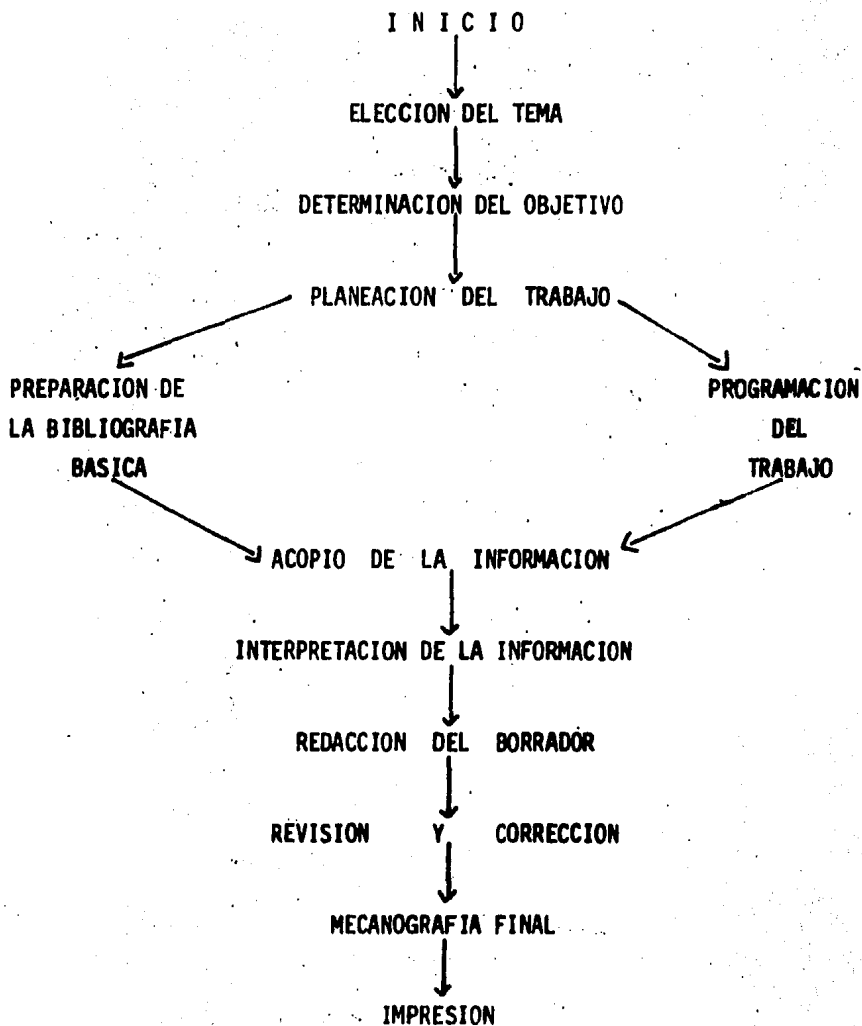 I N I C I O
ELECCION DEL TEMA
DETERMINACION DEL OBJETIVO
PLANEACION DEL TRABAJO
PREPARACION DE
LA BIBLIOGRAFIA
BASICA
PROGRAMACION
DEL
TRABAJO
ACOPIO DE LA INFORMACION
INTERPRETACION DE LA INFORMACION
REDACCION DEL BORRADOR
REVISION Y CORRECCION
MECANOGRAFIA FINAL
IMPRESION